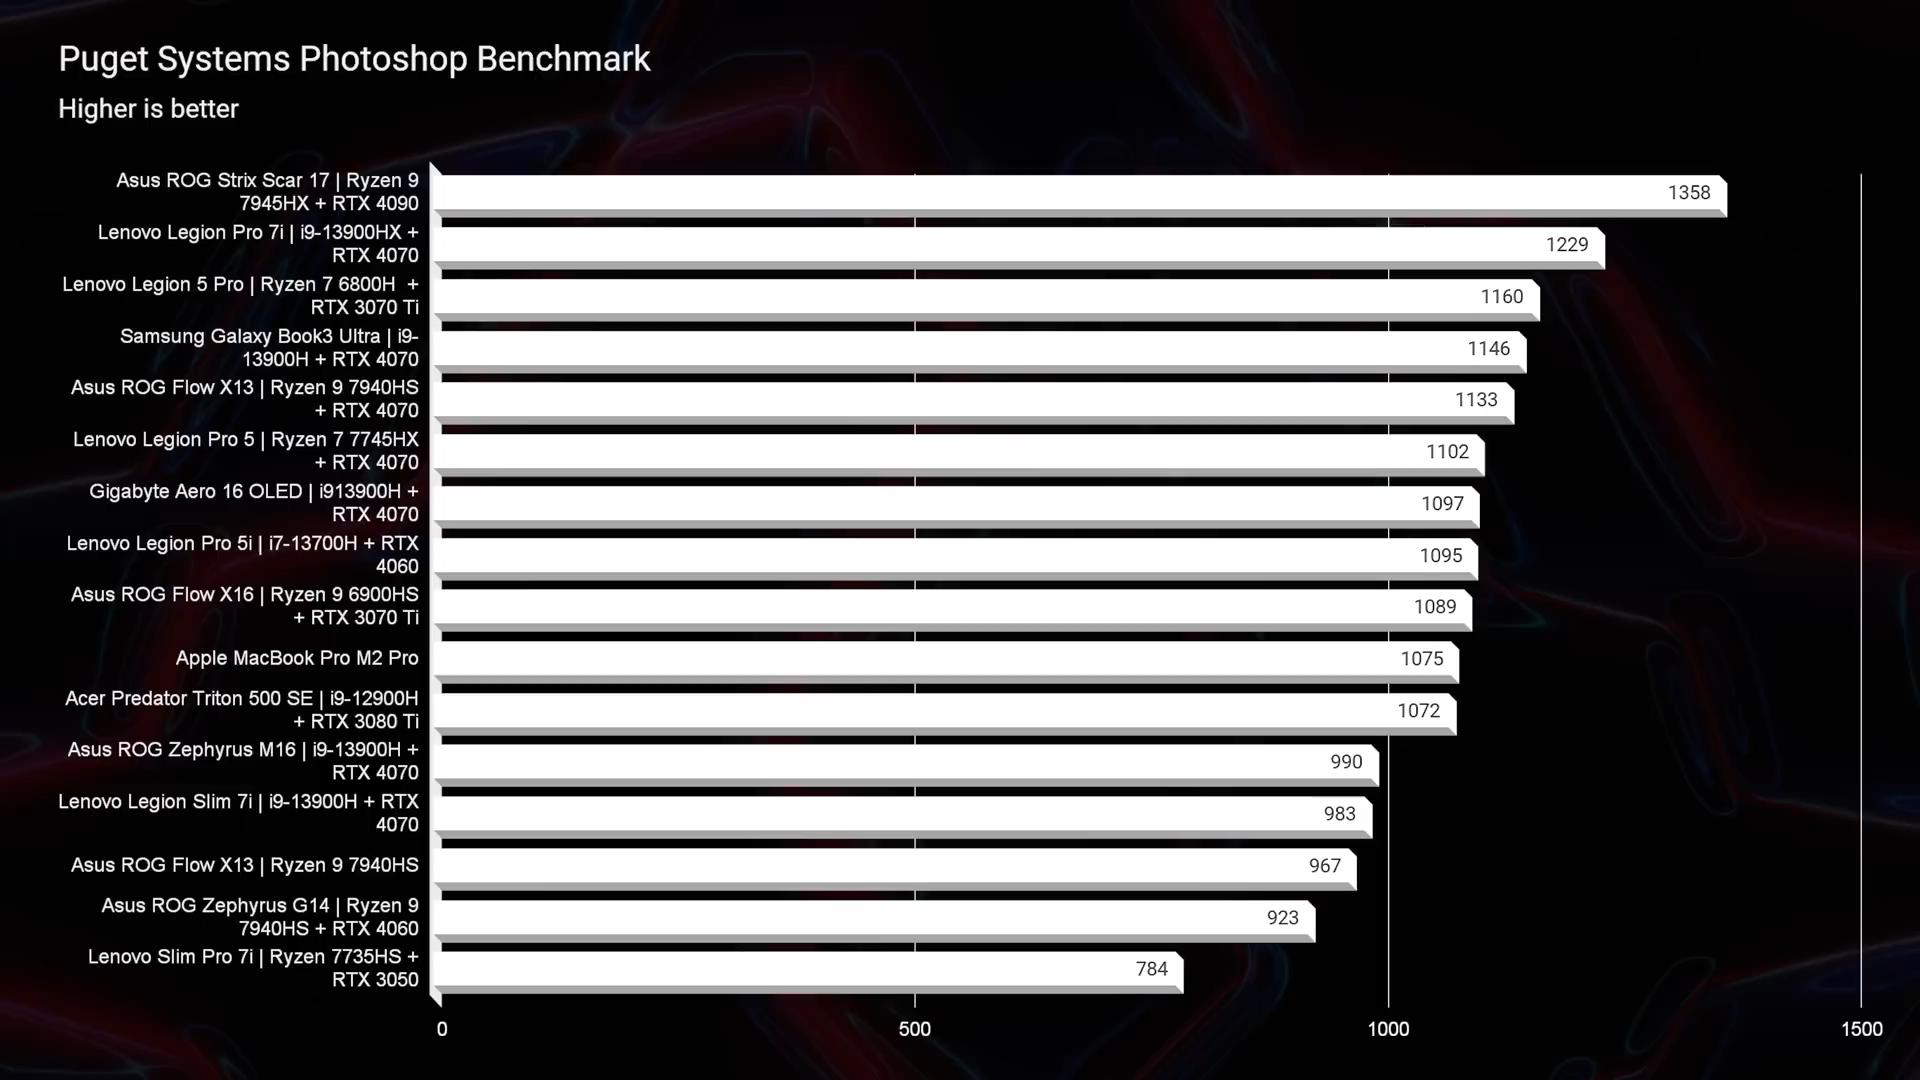 Puget Systems Photoshop Benchmark
Higher is better
Asus ROG Strix Scar 17 | Ryzen 9
7945HX + RTX 4090
1358
Lenovo Legion Pro 7i | i9-13900HX +
RTX 4070
1229
Lenovo Legion 5 Pro | Ryzen 7 6800H  +
RTX 3070 Ti
1160
Samsung Galaxy Book3 Ultra | i9-
13900H + RTX 4070
1146
Asus ROG Flow X13 | Ryzen 9 7940HS
+ RTX 4070
1133
Lenovo Legion Pro 5 | Ryzen 7 7745HX
+ RTX 4070
1102
Gigabyte Aero 16 OLED | i913900H +
RTX 4070
1097
Lenovo Legion Pro 5i | i7-13700H + RTX
4060
1095
Asus ROG Flow X16 | Ryzen 9 6900HS
+ RTX 3070 Ti
1089
Apple MacBook Pro M2 Pro
1075
Acer Predator Triton 500 SE | i9-12900H
+ RTX 3080 Ti
1072
Asus ROG Zephyrus M16 | i9-13900H +
RTX 4070
990
Lenovo Legion Slim 7i | i9-13900H + RTX
4070
983
Asus ROG Flow X13 | Ryzen 9 7940HS
967
Asus ROG Zephyrus G14 | Ryzen 9
7940HS + RTX 4060
923
Lenovo Slim Pro 7i | Ryzen 7735HS +
RTX 3050
784
0
500
1000
1500